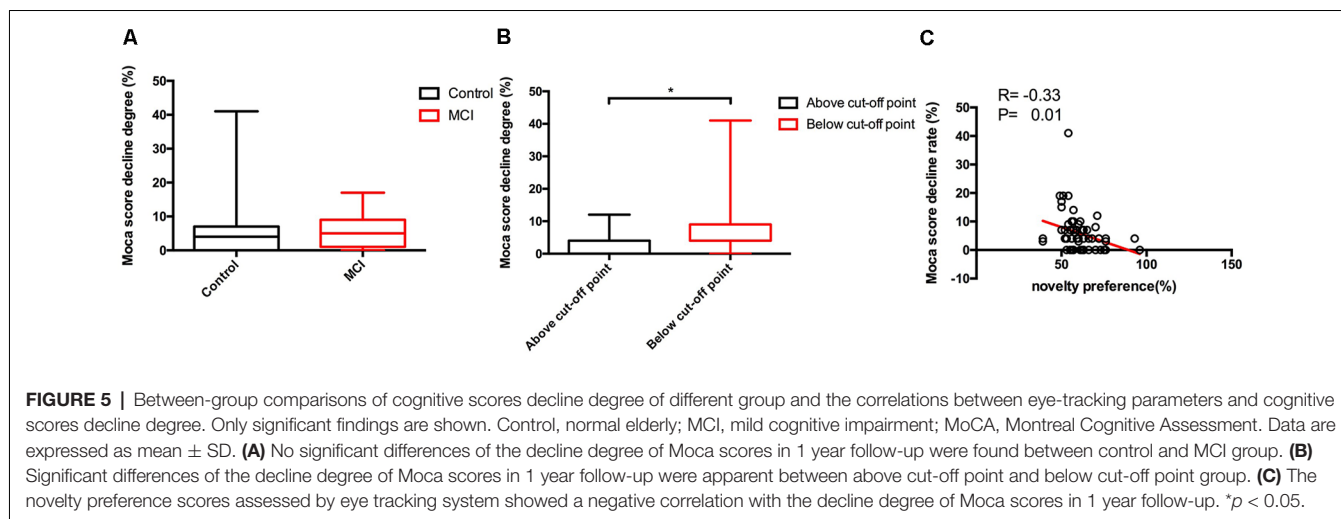 A
B
C
Moca score decline degree (%)
50
40
30
20
10
0
Control
MCI
Control
MCI
Moca score decline degree (%)
50
40
30
20
10
0
*
Above cut-off point
Below cut-off point
Above cut-off point
Below cut-off point
R= -0.33
P= 0.01
Moca score decline rate (%)
50
40
30
20
10
0
-10
50
100
150
novelty preference(%)
FIGURE 5 | Between-group comparisons of cognitive scores decline degree of different group and the correlations between eye-tracking parameters and cognitive
scores decline degree. Only significant findings are shown. Control, normal elderly; MCI, mild cognitive impairment; MoCA, Montreal Cognitive Assessment. Data are
expressed as mean ± SD. (A) No significant differences of the decline degree of Moca scores in 1 year follow-up were found between control and MCI group. (B)
Significant differences of the decline degree of Moca scores in 1 year follow-up were apparent between above cut-off point and below cut-off point group. (C) The
novelty preference scores assessed by eye tracking system showed a negative correlation with the decline degree of Moca scores in 1 year follow-up. *p < 0.05.